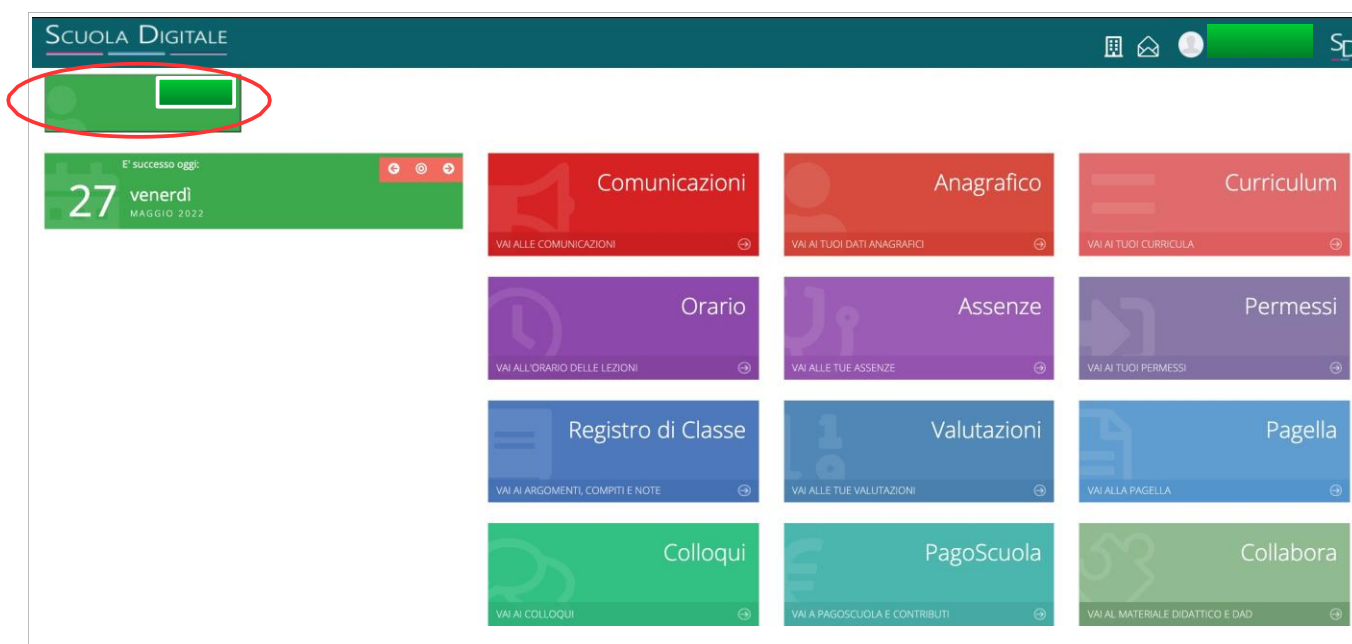 SCUOLA DIGITALE
SD
E' successo oggi:
27 venerdì
MAGGIO 2022
Comunicazioni
VAI ALLE COMUNICAZIONI
Anagrafico
VAI AI TUOI DATI ANAGRAFICI
Curriculum
VAI AI TUOI CURRICULA
Orario
VAI ALL'ORARIO DELLE LEZIONI
Assenze
VAI ALLE TUE ASSENZE
Permessi
VAI AI TUOI PERMESSI
Registro di Classe
VAI AI ARGOMENTI, COMPITI E NOTE
Valutazioni
VAI ALLE TUE VALUTAZIONI
Pagella
VAI ALLA PAGELLA
Colloqui
VAI AI COLLOQUI
PagoScuola
VAI A PAGOSCUOLA E CONTRIBUTI
Collabora
VAI AL MATERIALE DIDATTICO E DAD